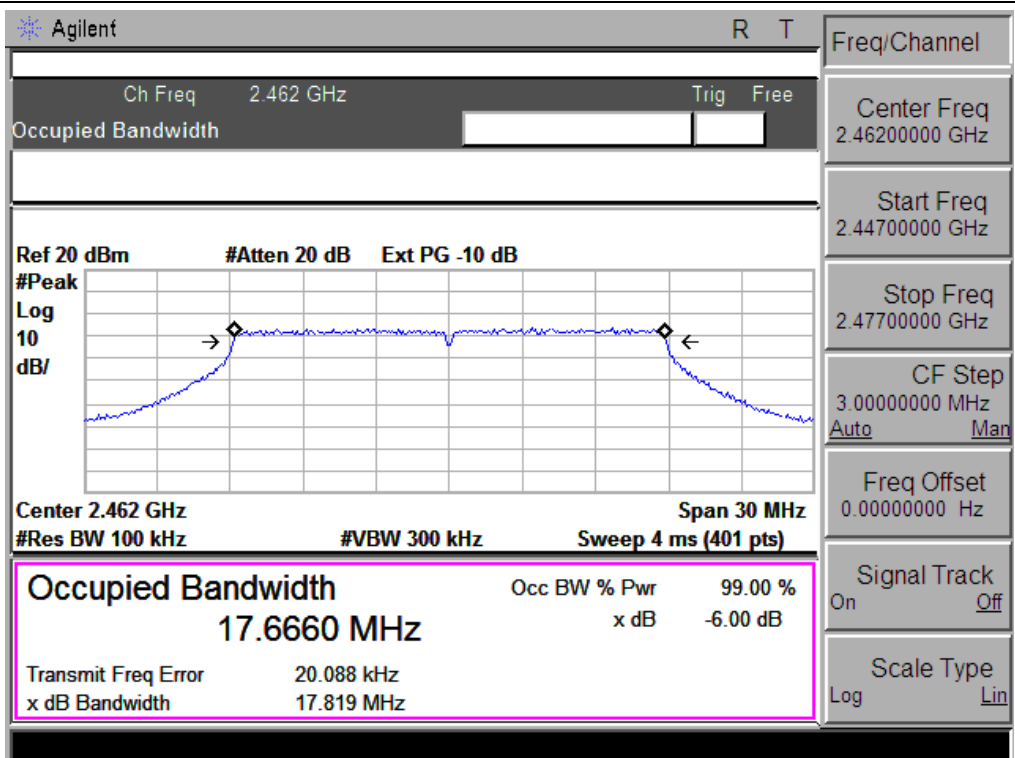 Agilent R T
Ch Freq 2.462 GHz Trig Free
Occupied Bandwidth
Ref 20 dBm #Atten 20 dB Ext PG -10 dB
#Peak
Log
10
dB/
Center 2.462 GHz Span 30 MHz
#Res BW 100 kHz #VBW 300 kHz Sweep 4 ms (401 pts)
Occupied Bandwidth Occ BW % Pwr 99.00 %
17.6660 MHz x dB -6.00 dB
Transmit Freq Error 20.088 kHz
x dB Bandwidth 17.819 MHz
Freq/Channel
Center Freq
2.46200000 GHz
Start Freq
2.44700000 GHz
Stop Freq
2.47700000 GHz
CF Step
3.00000000 MHz
Auto Man
Freq Offset
0.00000000 Hz
Signal Track
On Off
Scale Type
Log Lin